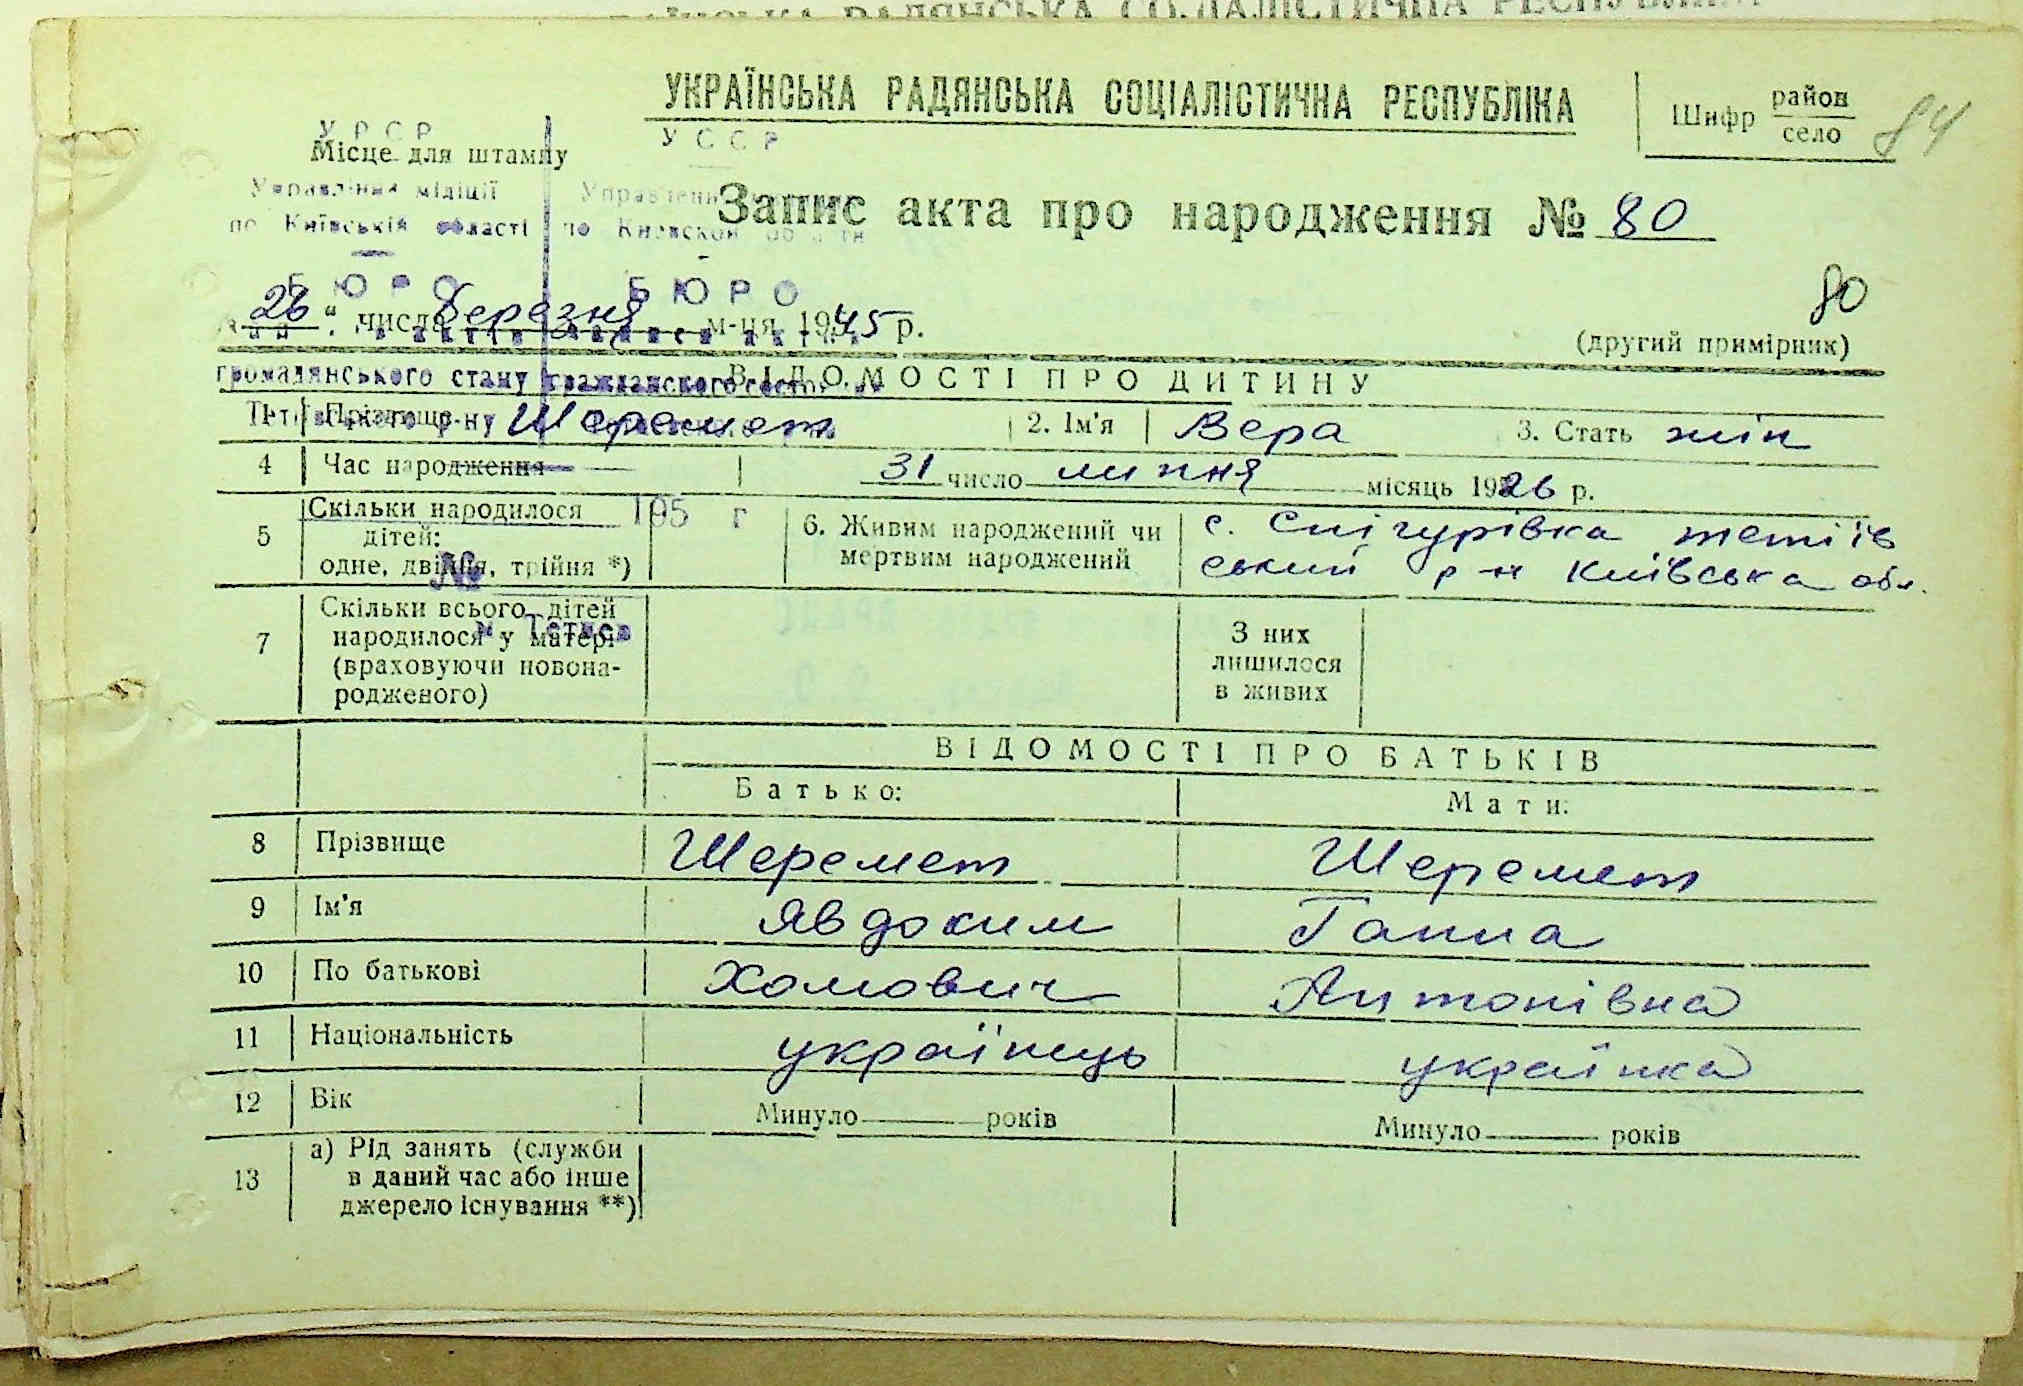 УКРАЇНСЬКА РАДЯНСЬКА СОЦІАЛІСТИЧНА РЕСПУБЛІКА
Шифр район село 84
УРСР УССР
Місце для штампу
Управління міліції
по Київській області по Киевской области
Запис акта про народження № 80
БЮРО БЮРО
80
26 " числа березня м-ця 1945 р.
(другий примірник)
громадянського стану гражданского
ВІДОМОСТІ ПРО ДИТИНУ
Прізвище Шеремет 2. Ім'я Вера 3. Стать жін
4 Час народження 31 число липня місяць 1926 р.
195 г
5 Скільки народилося дітей: одне, двійня, трійня *)
6. Живим народжений чи мертвим народжений
с. Снігурівка тетіїв
ський р-н Київська обл.
№
7 Скільки всього дітей народилося у матері (враховуючи новона-родженого)
З них лишилося в живих
ВІДОМОСТІ ПРО БАТЬКІВ
Батько: Мати:
8 Прізвище Шеремет Шеремет
9 Ім'я Явдоким Ганна
10 По батькові Хомович Антонівна
11 Національність українець українка
12 Вік Минуло років Минуло років
13 а) Рід занять (служби
в даний час або інше
джерело існування **)